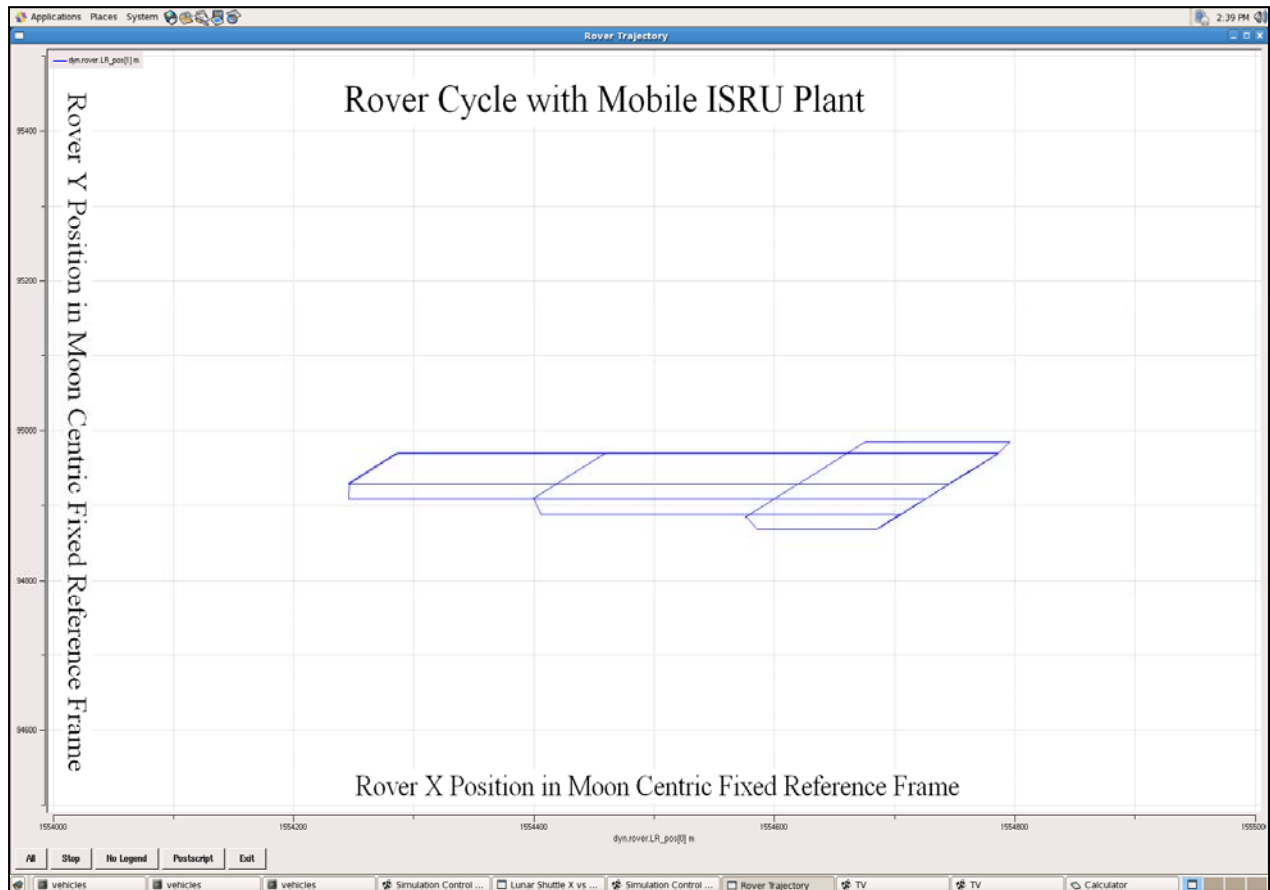 Applications Places System 2:39 PM
Rover Trajectory
dyn.rover.LR_pos[1] m
Rover Cycle with Mobile ISRU Plant
Rover Y Position in Moon Centric Fixed Reference Frame
95400
95200
95000
94800
94600
Rover X Position in Moon Centric Fixed Reference Frame
1554000 1554200 1554400 1554600 1554800 155500
dyn.rover.LR_pos[0] m
All Stop No Legend Postscript Exit
vehicles vehicles vehicles Simulation Control ... Lunar Shuttle X vs ... Simulation Control ... Rover Trajectory TV TV Calculator